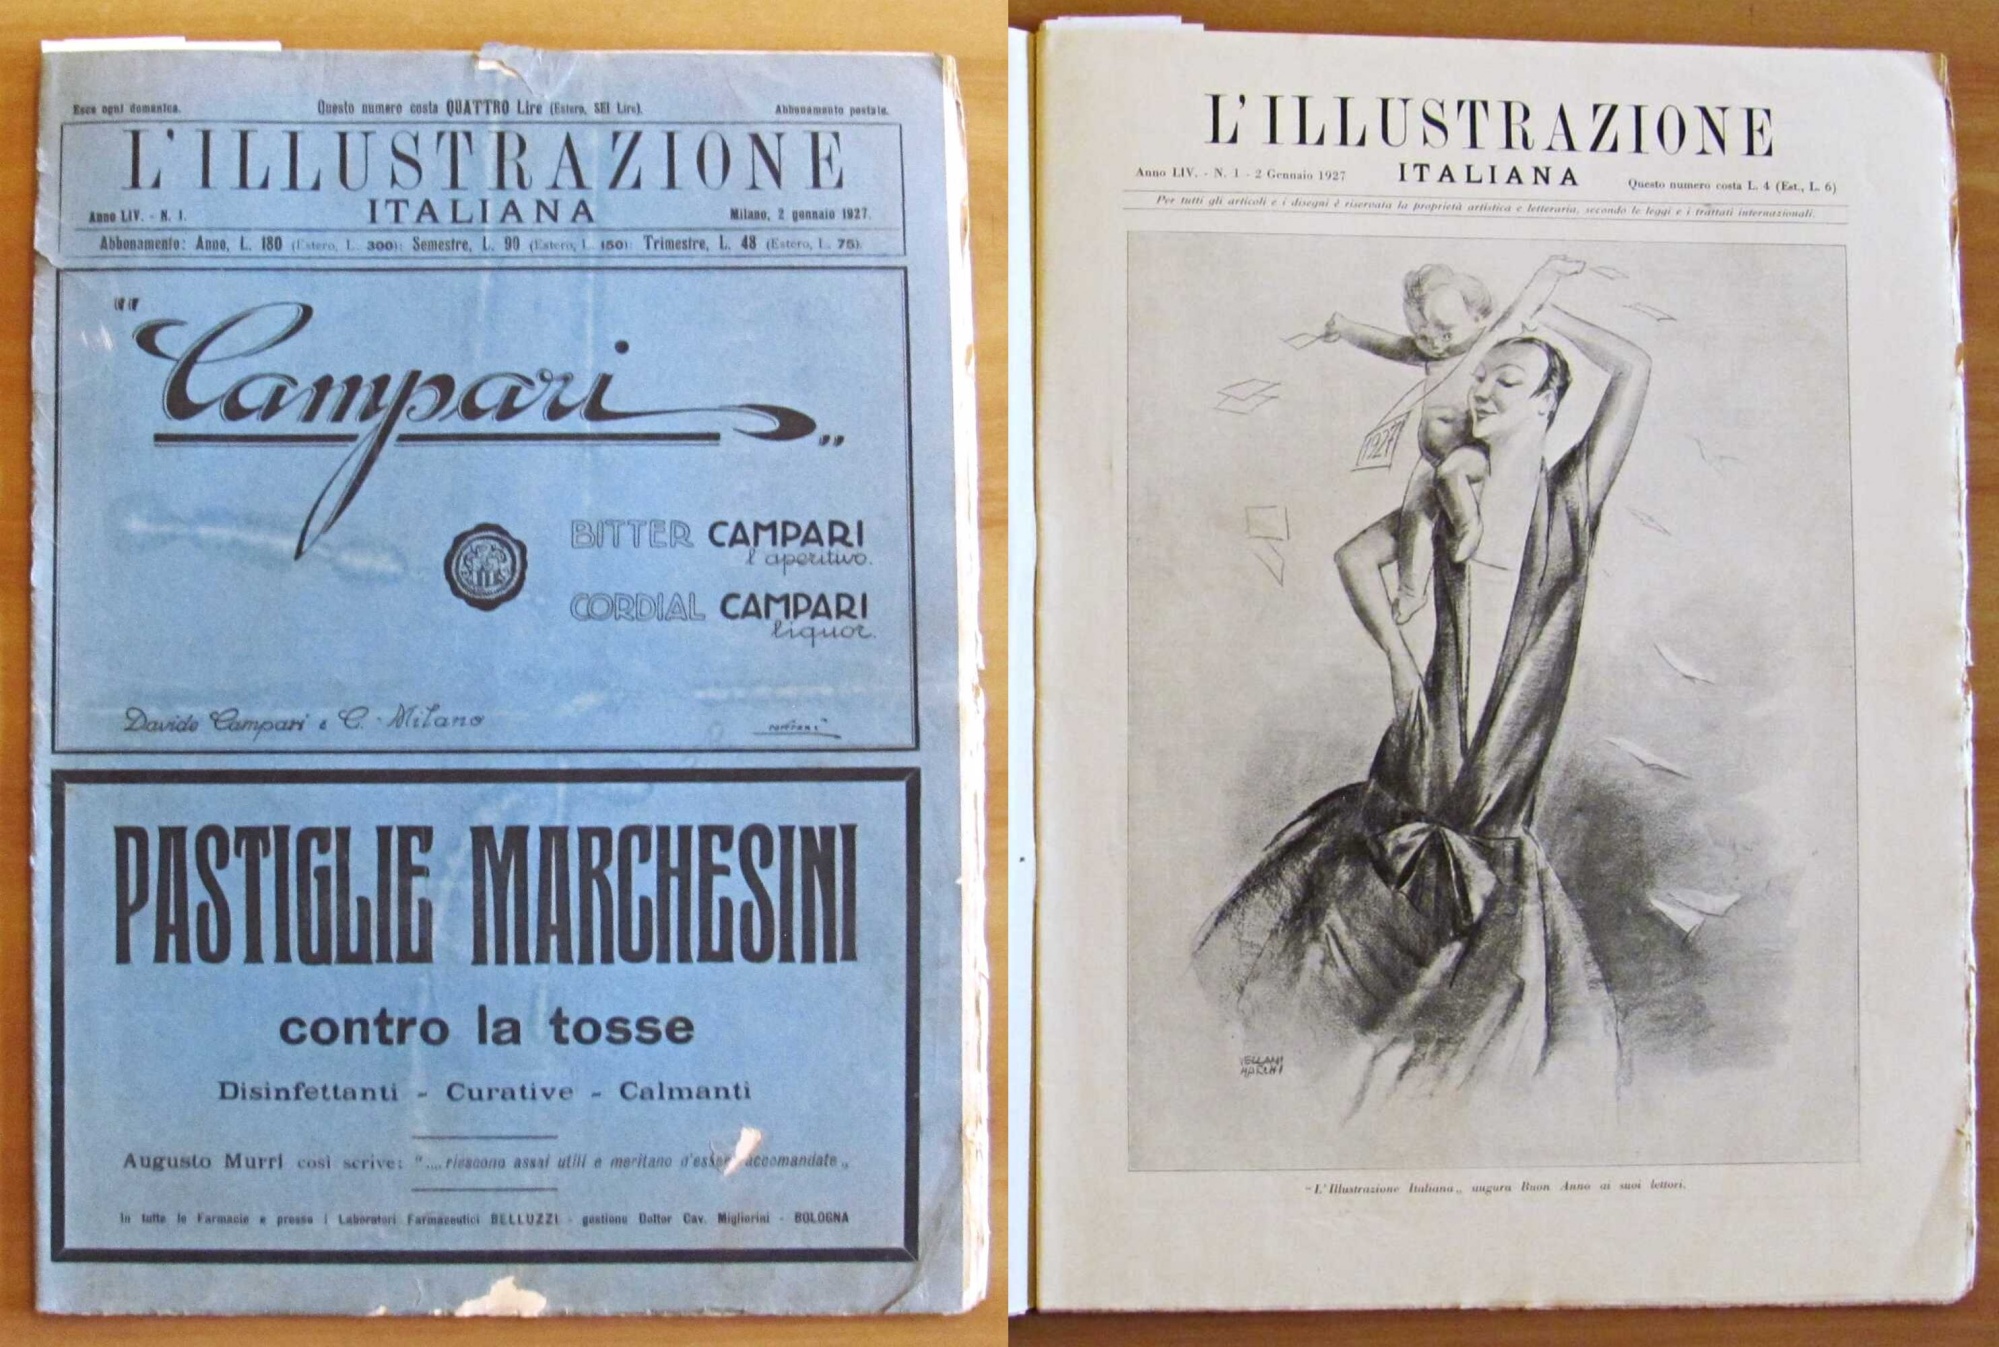 Esce ogni domenica. Questo numero costa QUATTRO Lire (Estero, SEI Lire). Abbonamento postale.
L'ILLUSTRAZIONE
Anno LIV. - N. 1. ITALIANA Milano, 2 gennaio 1927.
Abbonamento: Anno, L. 180 (Estero, L. 300); Semestre, L. 90 (Estero, L. 150); Trimestre, L. 48 (Estero, L. 75).
"Campari„
BITTER CAMPARI
l'aperitivo.
CORDIAL CAMPARI
liquor.
Davide Campari e C. - Milano
PASTIGLIE MARCHESINI
contro la tosse
Disinfettanti - Curative - Calmanti
Augusto Murri così scrive: "....riescono assai utili e meritano d'esser accomandate„
In tutte le Farmacie e presso i Laboratori Farmaceutici BELLUZZI - gestione Dottor Cav. Migliorini - BOLOGNA
L'ILLUSTRAZIONE
Anno LIV. - N. 1 - 2 Gennaio 1927 ITALIANA Questo numero costa L. 4 (Est., L. 6)
Per tutti gli articoli e i disegni è riservata la proprietà artistica e letteraria, secondo le leggi e i trattati internazionali.
1927
VELLANI
MARCHI
"L'Illustrazione Italiana„ augura Buon Anno ai suoi lettori.